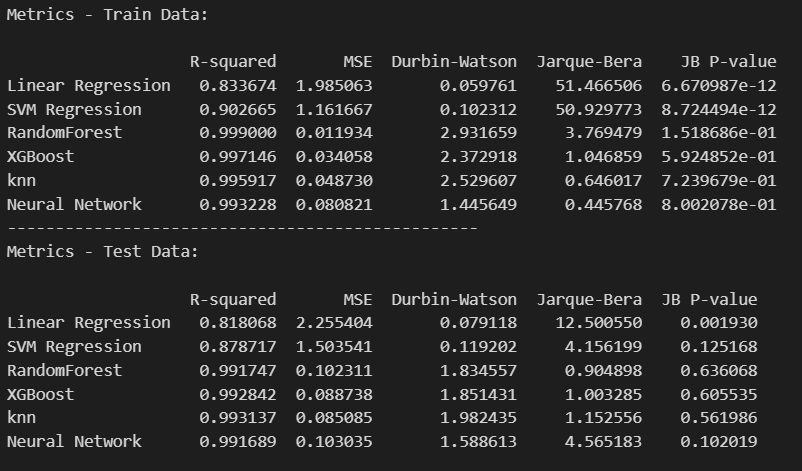 Metrics - Train Data:
R-squared MSE Durbin-Watson Jarque-Bera JB P-value
Linear Regression 0.833674 1.985063 0.059761 51.466506 6.670987e-12
SVM Regression 0.902665 1.161667 0.102312 50.929773 8.724494e-12
RandomForest 0.999000 0.011934 2.931659 3.769479 1.518686e-01
XGBoost 0.997146 0.034058 2.372918 1.046859 5.924852e-01
knn 0.995917 0.048730 2.529607 0.646017 7.239679e-01
Neural Network 0.993228 0.080821 1.445649 0.445768 8.002078e-01
-------------------------------------------------
Metrics - Test Data:
R-squared MSE Durbin-Watson Jarque-Bera JB P-value
Linear Regression 0.818068 2.255404 0.079118 12.500550 0.001930
SVM Regression 0.878717 1.503541 0.119202 4.156199 0.125168
RandomForest 0.991747 0.102311 1.834557 0.904898 0.636068
XGBoost 0.992842 0.088738 1.851431 1.003285 0.605535
knn 0.993137 0.085085 1.982435 1.152556 0.561986
Neural Network 0.991689 0.103035 1.588613 4.565183 0.102019